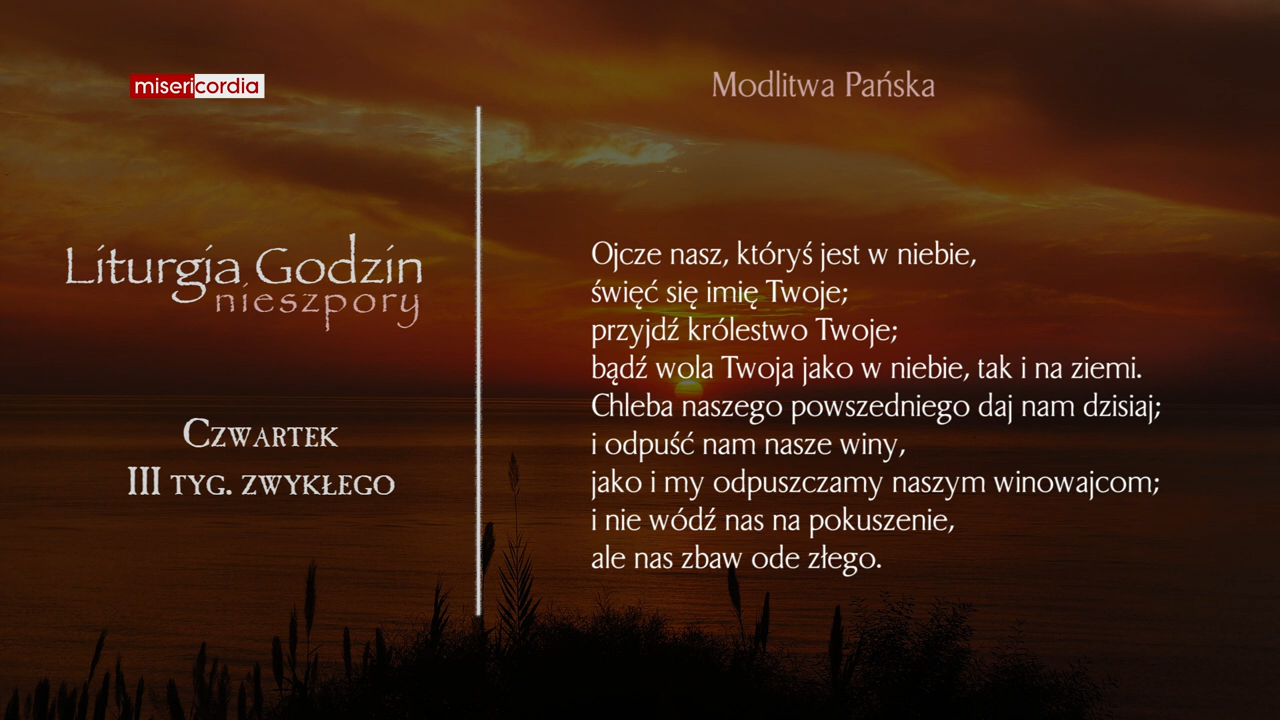 misericordia
Liturgia Godzin
nieszpory
Czwartek
III tyg. zwykłego
Modlitwa Pańska
Ojcze nasz, któryś jest w niebie,
święć się imię Twoje;
przyjdź królestwo Twoje;
bądź wola Twoja jako w niebie, tak i na ziemi.
Chleba naszego powszedniego daj nam dzisiaj;
i odpuść nam nasze winy,
jako i my odpuszczamy naszym winowajcom;
i nie wódź nas na pokuszenie,
ale nas zbaw ode złego.